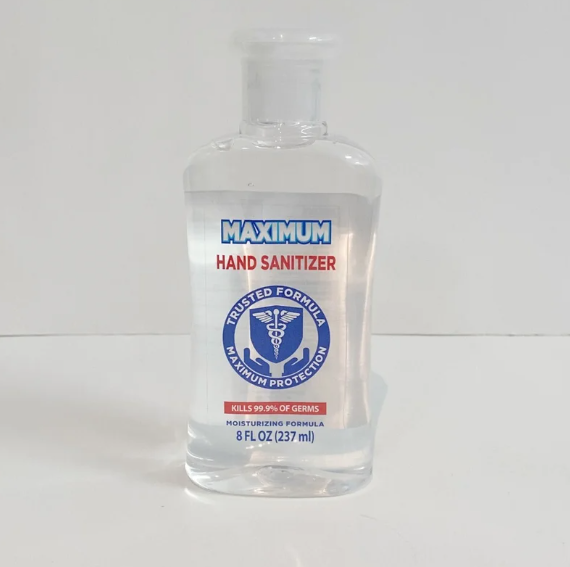 MAXIMUM
HAND SANITIZER
TRUSTED FORMULA
MAXIMUM PROTECTION
KILLS 99.9% OF GERMS
MOISTURIZING FORMULA
8 FL OZ (237 ml)